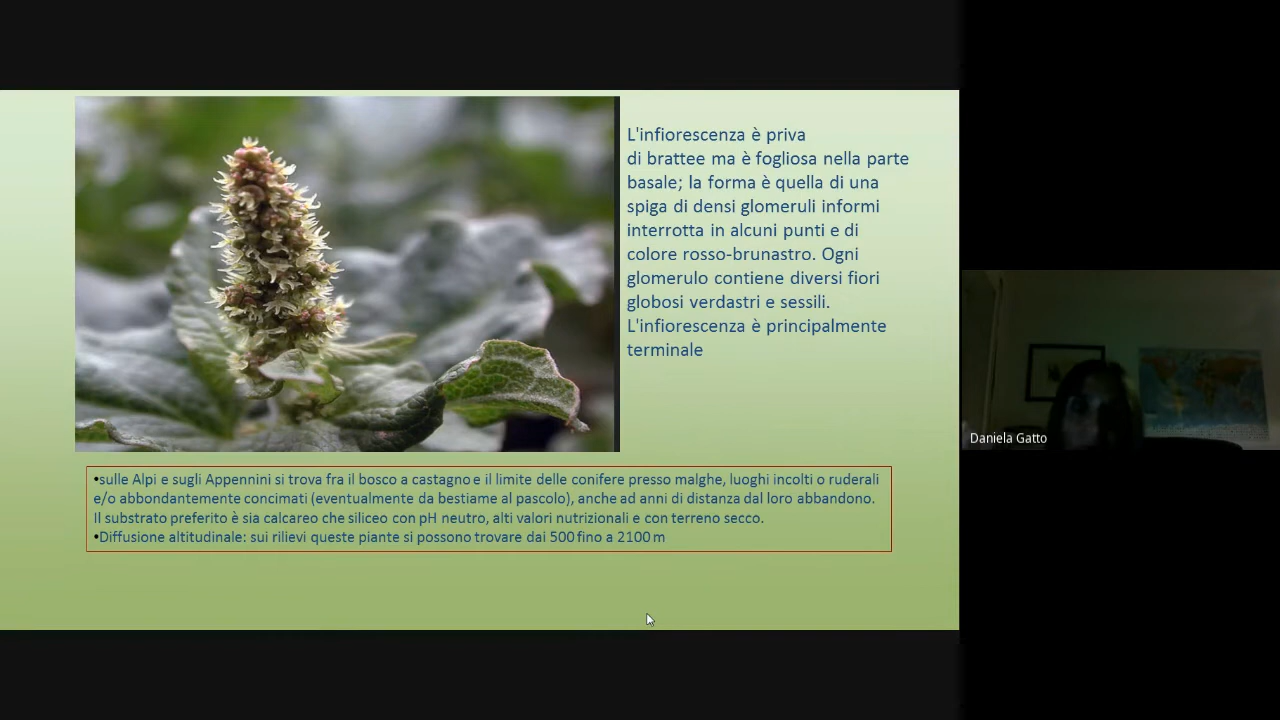 L'infiorescenza è priva
di brattee ma è fogliosa nella parte
basale; la forma è quella di una
spiga di densi glomeruli informi
interrotta in alcuni punti e di
colore rosso-brunastro. Ogni
glomerulo contiene diversi fiori
globosi verdastri e sessili.
L'infiorescenza è principalmente
terminale
•sulle Alpi e sugli Appennini si trova fra il bosco a castagno e il limite delle conifere presso malghe, luoghi incolti o ruderali
e/o abbondantemente concimati (eventualmente da bestiame al pascolo), anche ad anni di distanza dal loro abbandono.
Il substrato preferito è sia calcareo che siliceo con pH neutro, alti valori nutrizionali e con terreno secco.
•Diffusione altitudinale: sui rilievi queste piante si possono trovare dai 500 fino a 2100 m
Daniela Gatto